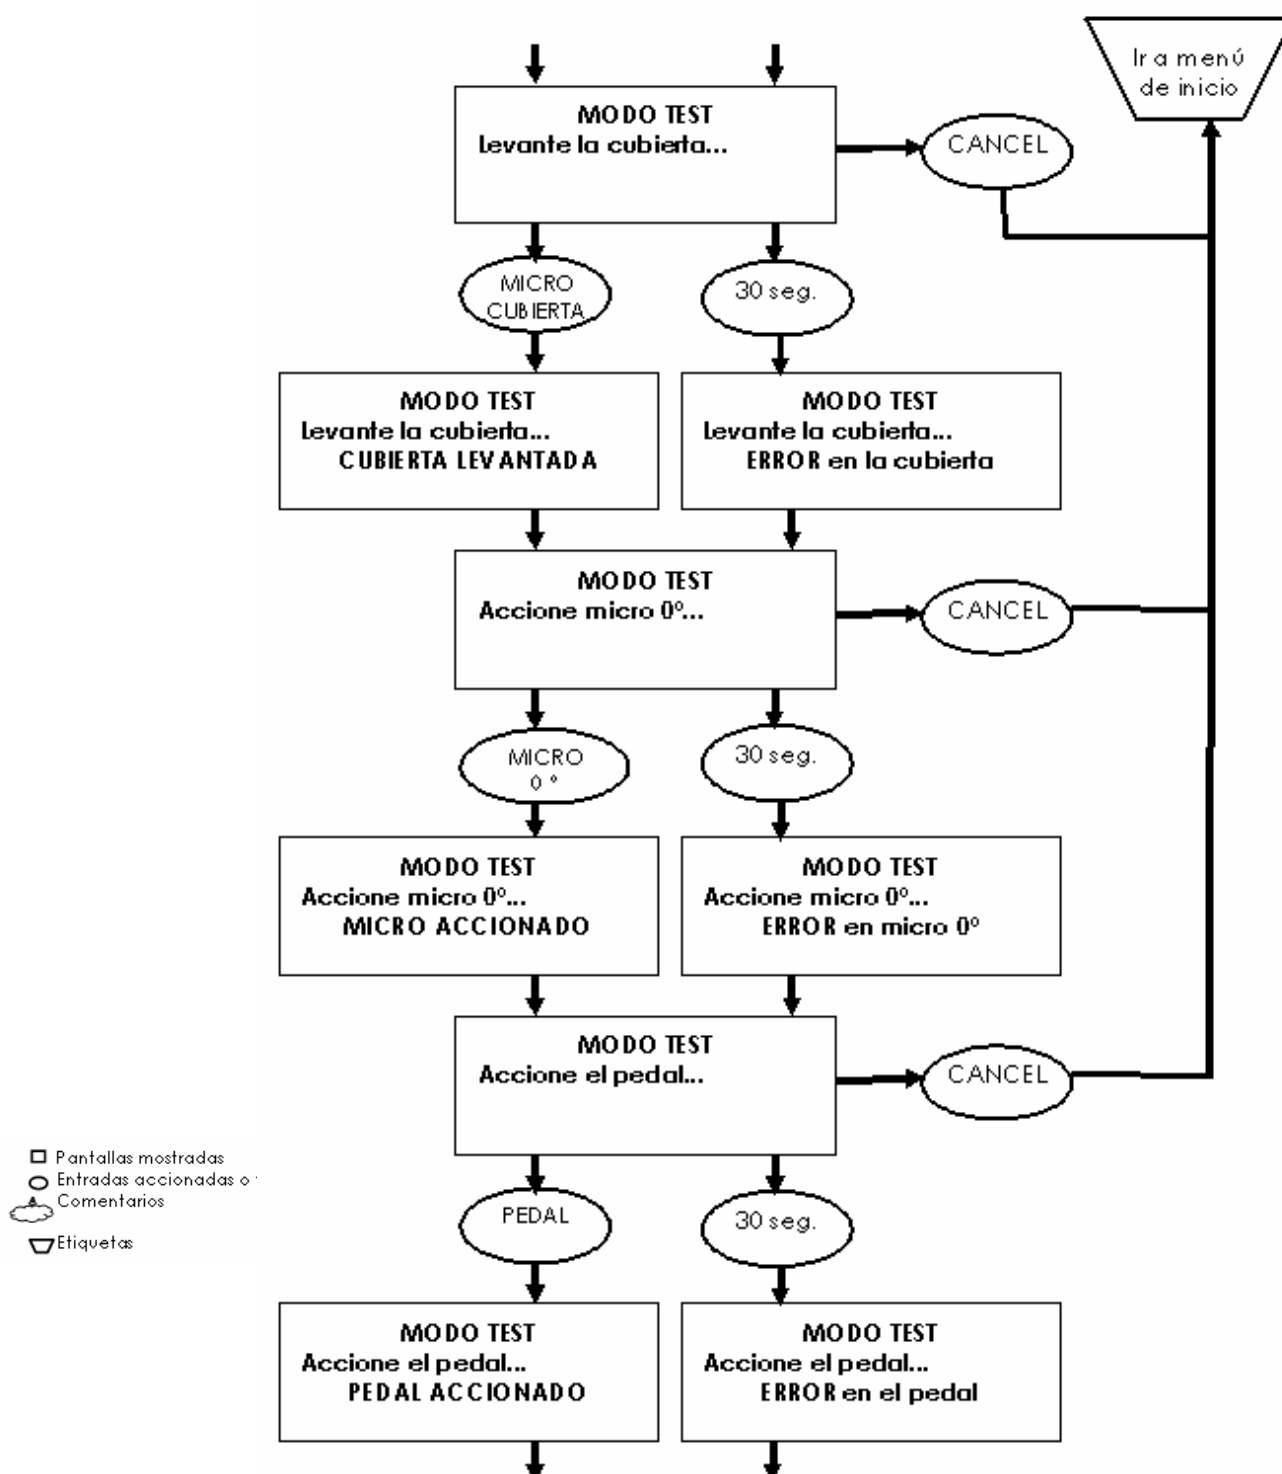 Ir a menú
de inicio
MODO TEST
Levante la cubierta...
CANCEL
MICRO
CUBIERTA
30 seg.
MODO TEST
Levante la cubierta...
CUBIERTA LEVANTADA
MODO TEST
Levante la cubierta...
ERROR en la cubierta
MODO TEST
Accione micro 0º...
CANCEL
MICRO
0 º
30 seg.
MODO TEST
Accione micro 0º...
MICRO ACCIONADO
MODO TEST
Accione micro 0º...
ERROR en micro 0º
MODO TEST
Accione el pedal...
CANCEL
Pantallas mostradas
Entradas accionadas o
Comentarios
Etiquetas
PEDAL
30 seg.
MODO TEST
Accione el pedal...
PEDAL ACCIONADO
MODO TEST
Accione el pedal...
ERROR en el pedal